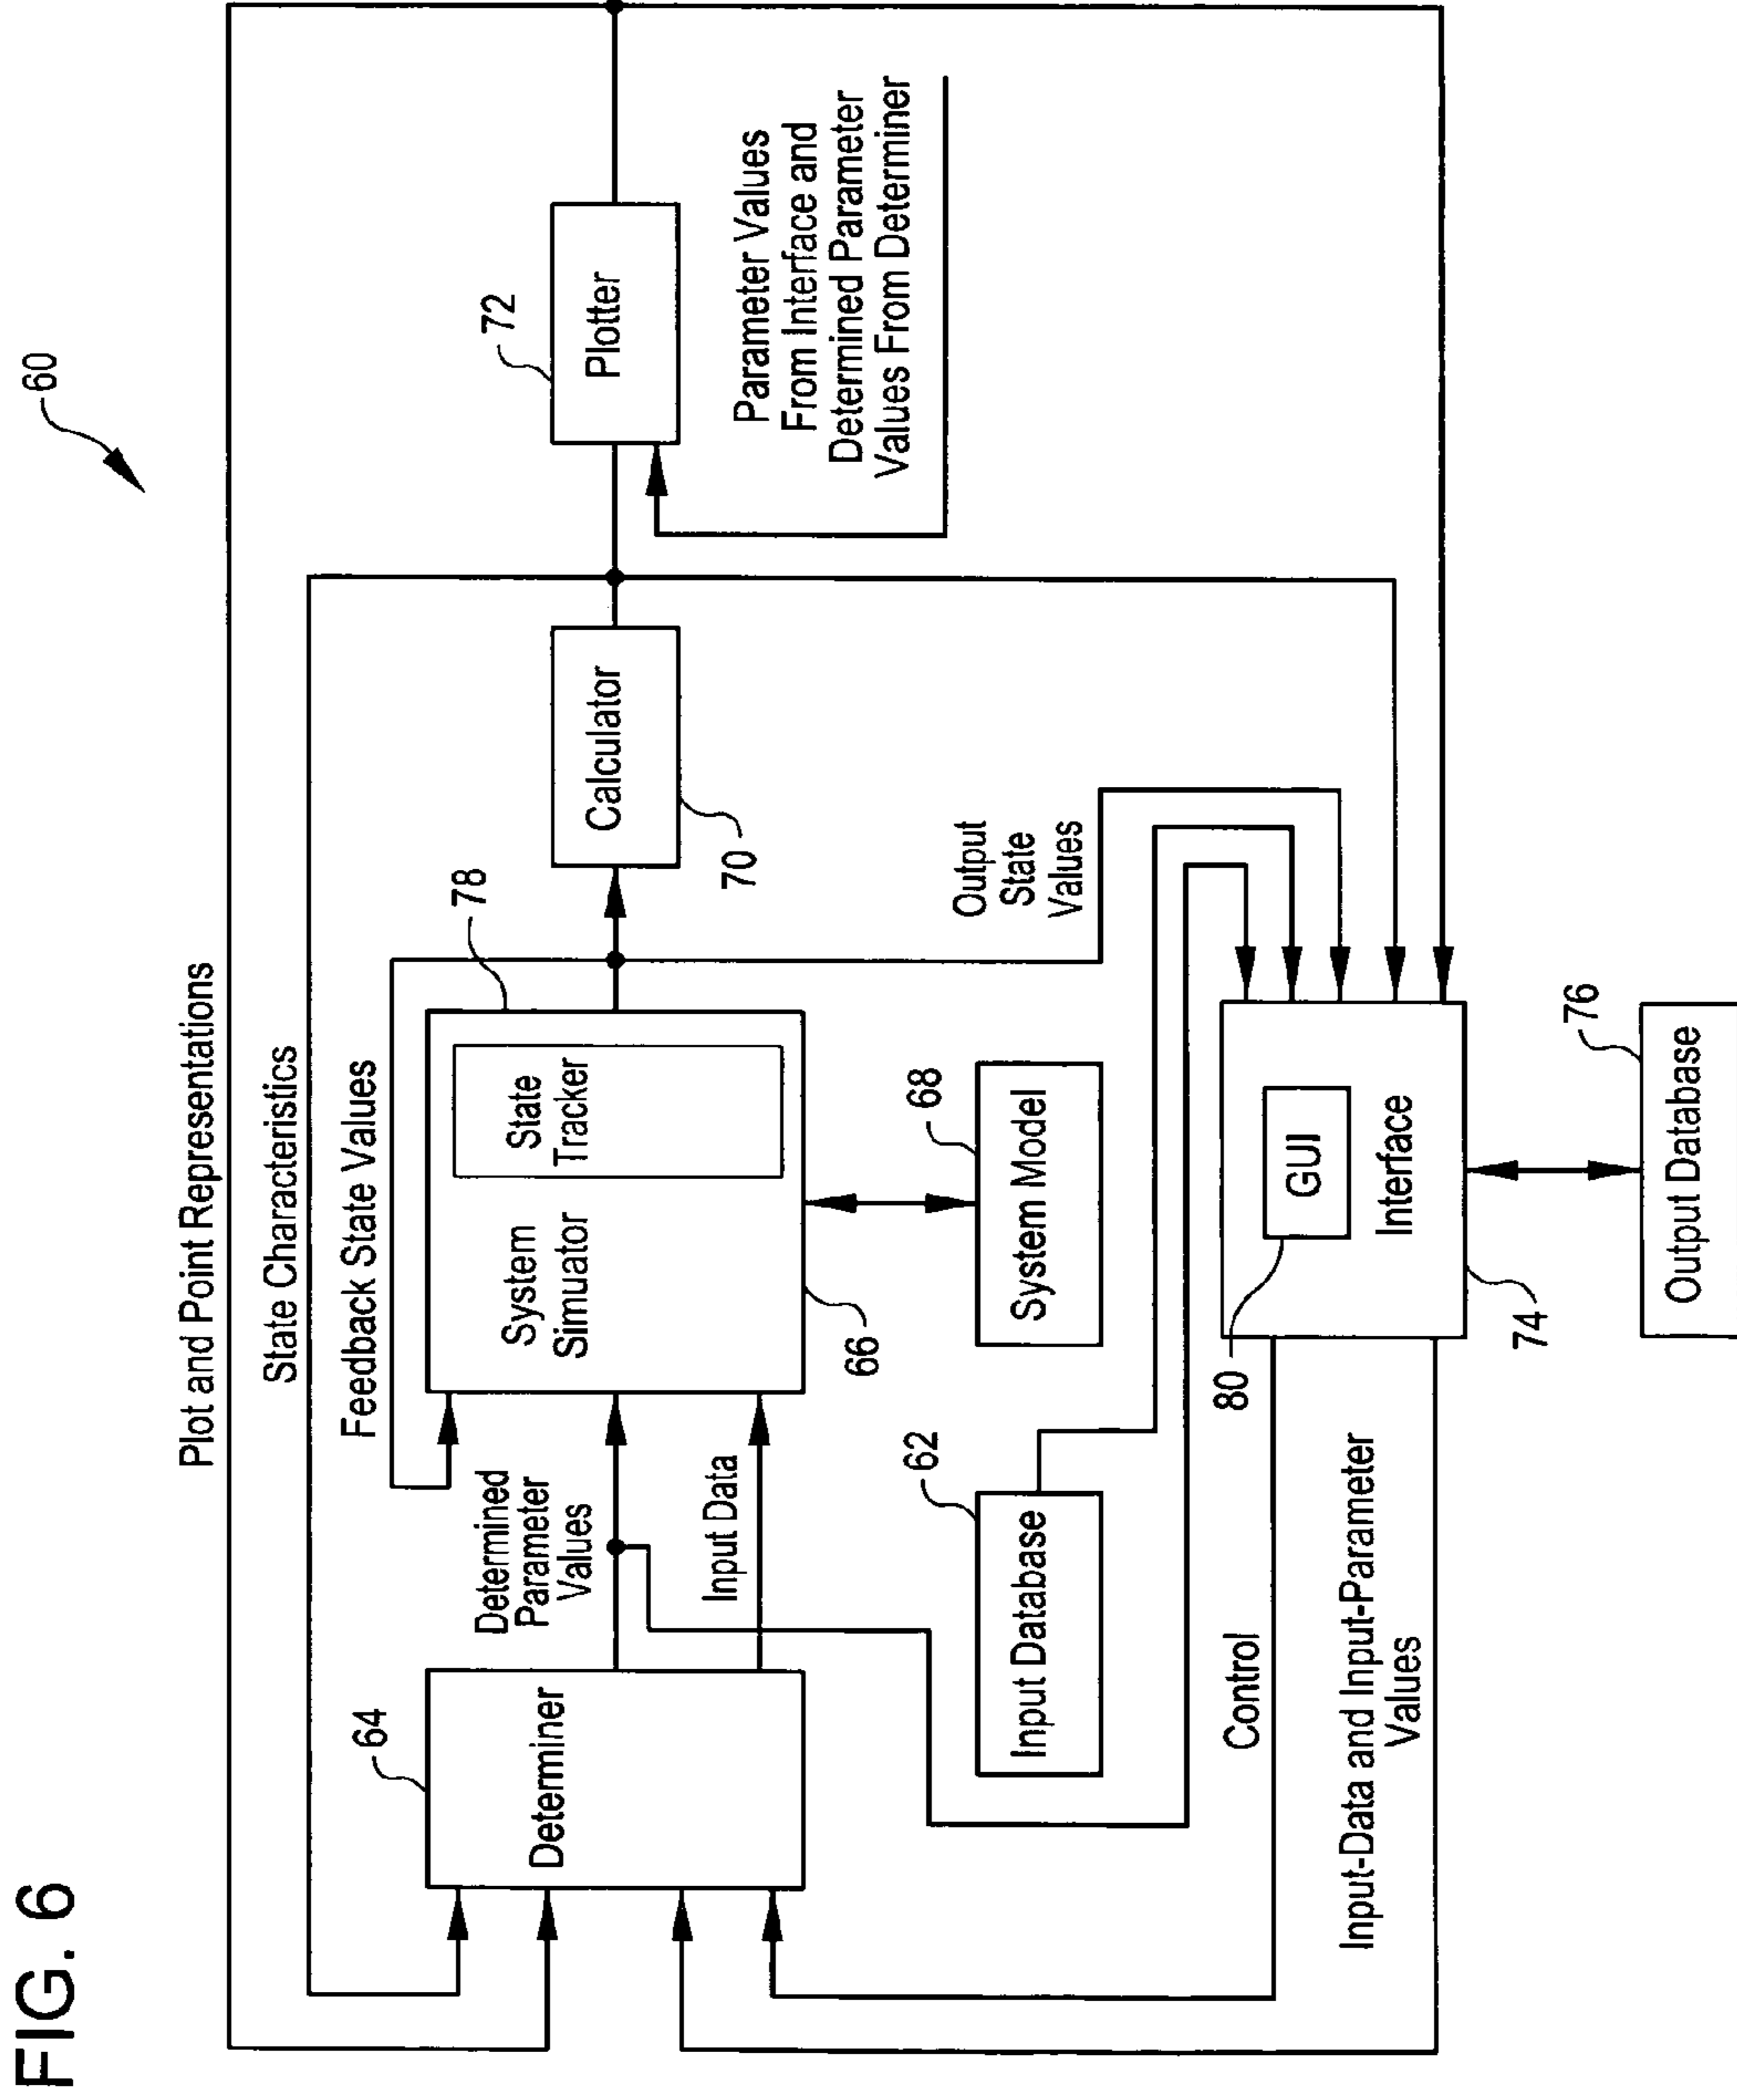 FIG. 6
60
Plot and Point Representations
State Characteristics
Feedback State Values
64
Determiner
Determined
Parameter
Values
Input Data
System
Simuator
State
Tracker
78
66
Calculator
70
Plotter
72
Parameter Values
From Interface and
Determined Parameter
Values From Determiner
System Model
68
Input Database
62
Output
State
Values
Control
Input-Data and Input-Parameter
Values
GUI
80
Interface
74
Output Database
76